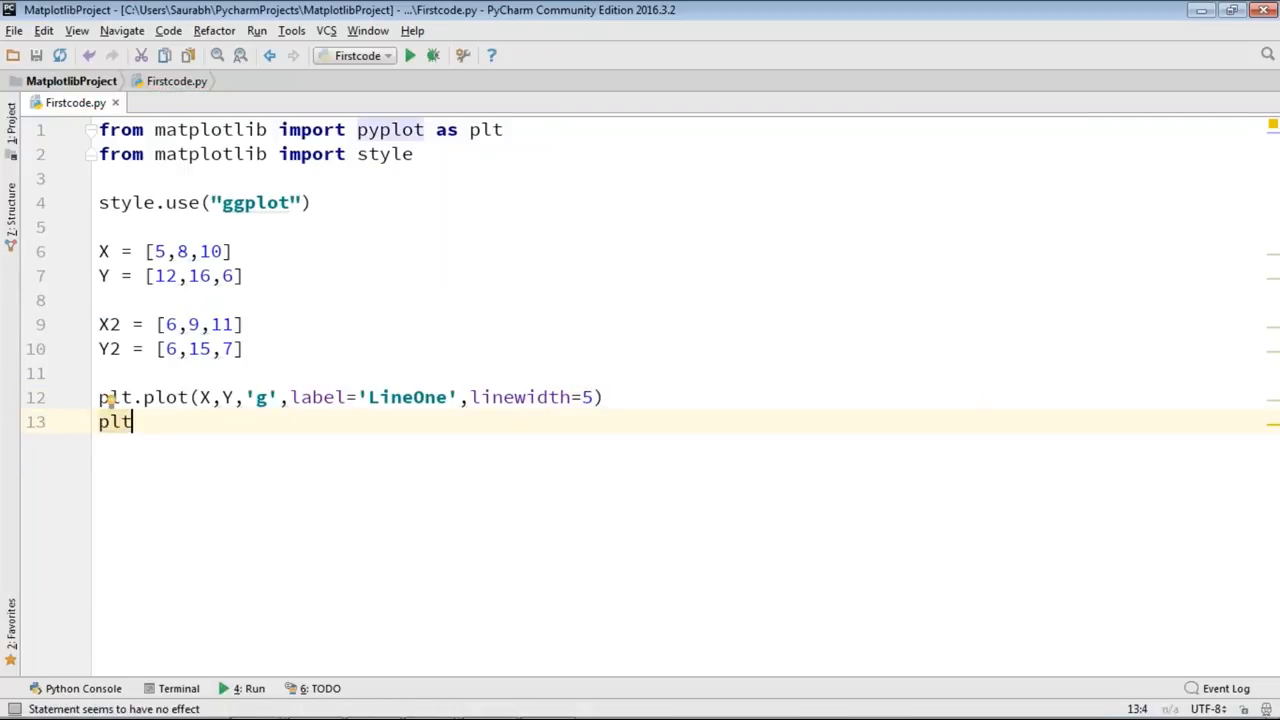 MatplotlibProject - [C:\Users\Saurabh\PycharmProjects\MatplotlibProject] - ...\Firstcode.py - PyCharm Community Edition 2016.3.2
File Edit View Navigate Code Refactor Run Tools VCS Window Help
Firstcode
MatplotlibProject Firstcode.py
Firstcode.py
1: Project
Z: Structure
2: Favorites
1 from matplotlib import pyplot as plt
2 from matplotlib import style
3
4 style.use("ggplot")
5
6 X = [5,8,10]
7 Y = [12,16,6]
8
9 X2 = [6,9,11]
10 Y2 = [6,15,7]
11
12 plt.plot(X,Y,'g',label='LineOne',linewidth=5)
13 plt
Python Console Terminal 4: Run 6: TODO Event Log
Statement seems to have no effect 13:4 n/a UTF-8